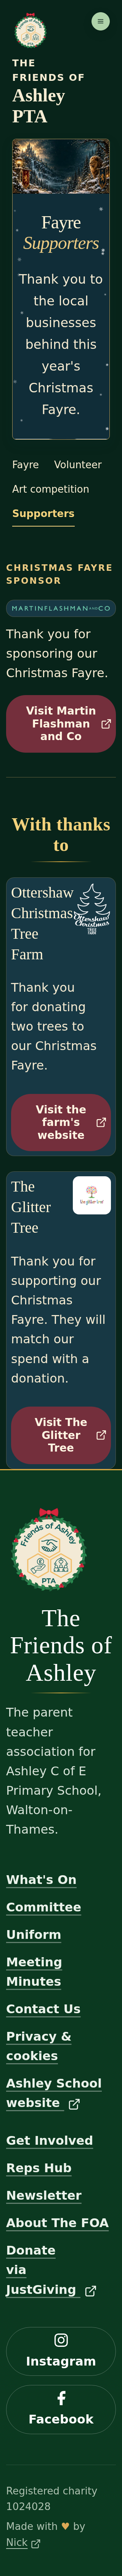 THE
FRIENDS OF
Ashley
PTA
Fayre
Supporters
Thank you to
the local
businesses
behind this
year's
Christmas
Fayre.
Fayre Volunteer
Art competition
Supporters
CHRISTMAS FAYRE
SPONSOR
MARTINFLASHMAN AND CO
Thank you for
sponsoring our
Christmas Fayre.
Visit Martin
Flashman
and Co
With thanks
to
Ottershaw
Christmas
Tree
Farm
Ottershaw
Christmas
TREE
FARM
Thank you
for donating
two trees to
our Christmas
Fayre.
Visit the
farm's
website
The
Glitter
Tree
the glitter tree
Thank you for
supporting our
Christmas
Fayre. They will
match our
spend with a
donation.
Visit The
Glitter
Tree
Friends of Ashley
PTA
The
Friends of
Ashley
The parent
teacher
association for
Ashley C of E
Primary School,
Walton-on-
Thames.
What's On
Committee
Uniform
Meeting
Minutes
Contact Us
Privacy &
cookies
Ashley School
website
Get Involved
Reps Hub
Newsletter
About The FOA
Donate
via
JustGiving
Instagram
Facebook
Registered charity
1024028
Made with ♥ by
Nick